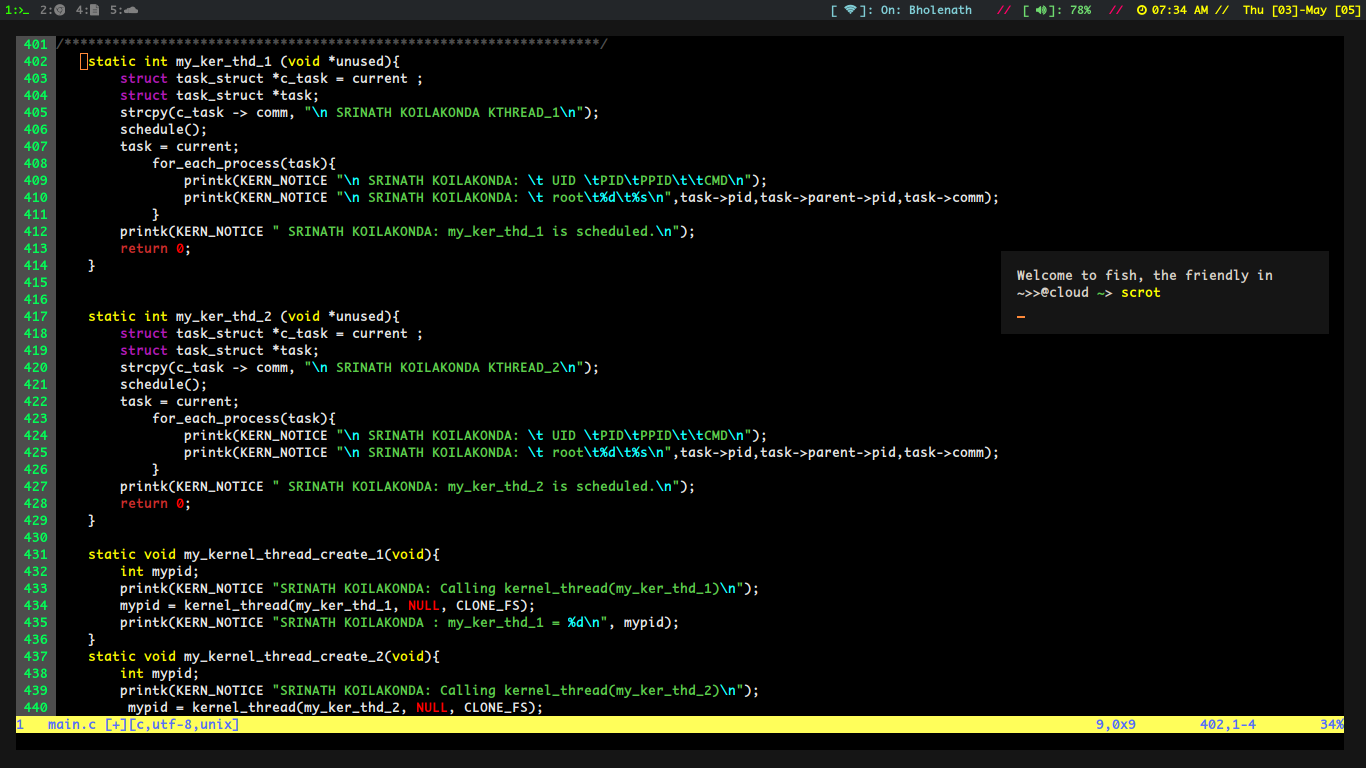 1:>_ 2: 4: 5: [ ]: On: Bholenath // [ ]: 78% // 07:34 AM // Thu [03]-May [05]
401 /*******************************************************************/
402 static int my_ker_thd_1 (void *unused){
403 struct task_struct *c_task = current ;
404 struct task_struct *task;
405 strcpy(c_task -> comm, "\n SRINATH KOILAKONDA KTHREAD_1\n");
406 schedule();
407 task = current;
408 for_each_process(task){
409 printk(KERN_NOTICE "\n SRINATH KOILAKONDA: \t UID \tPID\tPPID\t\tCMD\n");
410 printk(KERN_NOTICE "\n SRINATH KOILAKONDA: \t root\t%d\t%s\n",task->pid,task->parent->pid,task->comm);
411 }
412 printk(KERN_NOTICE " SRINATH KOILAKONDA: my_ker_thd_1 is scheduled.\n");
413 return 0;
414 }
415
416
417 static int my_ker_thd_2 (void *unused){
418 struct task_struct *c_task = current ;
419 struct task_struct *task;
420 strcpy(c_task -> comm, "\n SRINATH KOILAKONDA KTHREAD_2\n");
421 schedule();
422 task = current;
423 for_each_process(task){
424 printk(KERN_NOTICE "\n SRINATH KOILAKONDA: \t UID \tPID\tPPID\t\tCMD\n");
425 printk(KERN_NOTICE "\n SRINATH KOILAKONDA: \t root\t%d\t%s\n",task->pid,task->parent->pid,task->comm);
426 }
427 printk(KERN_NOTICE " SRINATH KOILAKONDA: my_ker_thd_2 is scheduled.\n");
428 return 0;
429 }
430
431 static void my_kernel_thread_create_1(void){
432 int mypid;
433 printk(KERN_NOTICE "SRINATH KOILAKONDA: Calling kernel_thread(my_ker_thd_1)\n");
434 mypid = kernel_thread(my_ker_thd_1, NULL, CLONE_FS);
435 printk(KERN_NOTICE "SRINATH KOILAKONDA : my_ker_thd_1 = %d\n", mypid);
436 }
437 static void my_kernel_thread_create_2(void){
438 int mypid;
439 printk(KERN_NOTICE "SRINATH KOILAKONDA: Calling kernel_thread(my_ker_thd_2)\n");
440 mypid = kernel_thread(my_ker_thd_2, NULL, CLONE_FS);
1 main.c [+][c,utf-8,unix] 9,0x9 402,1-4 34%
Welcome to fish, the friendly in
~>>@cloud ~> scrot